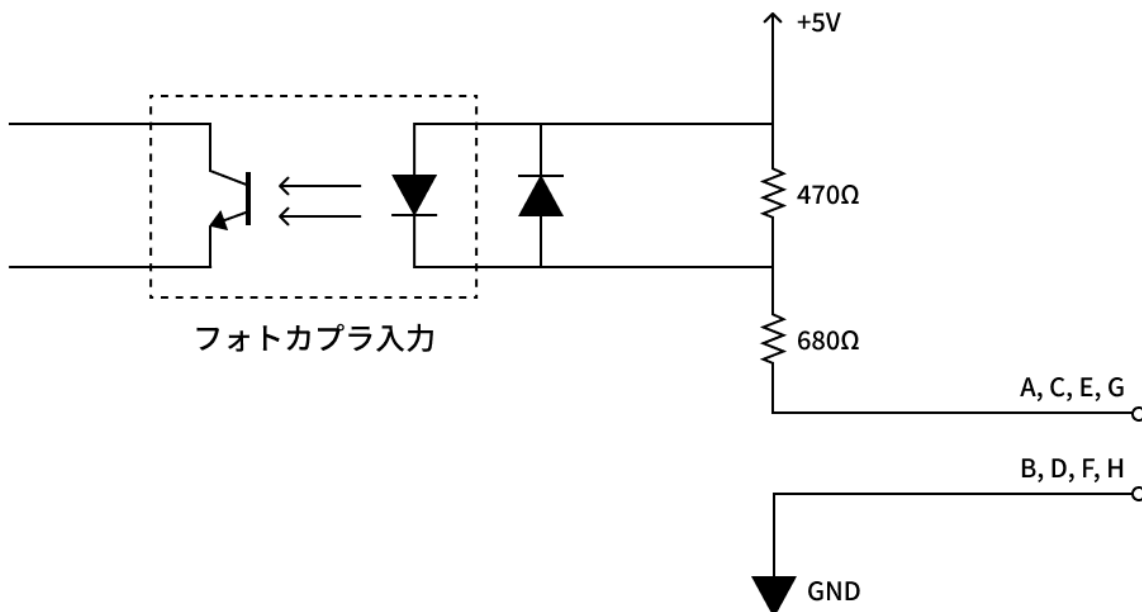 +5V
470Ω
フォトカプラ入力
680Ω
A, C, E, G
B, D, F, H
GND